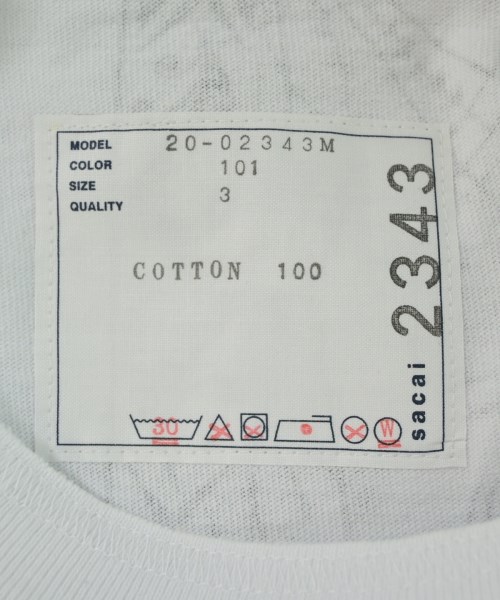 MODEL 20-02343M
COLOR 101
SIZE 3
QUALITY
COTTON 100
30
W
sacai 2343